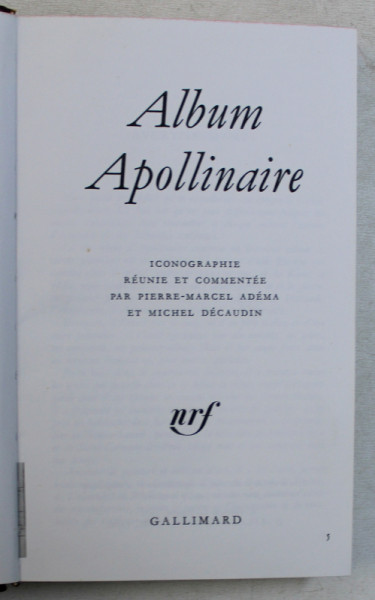 Album
Apollinaire
ICONOGRAPHIE
RÉUNIE ET COMMENTÉE
PAR PIERRE-MARCEL ADÉMA
ET MICHEL DÉCAUDIN
nrf
GALLIMARD
5